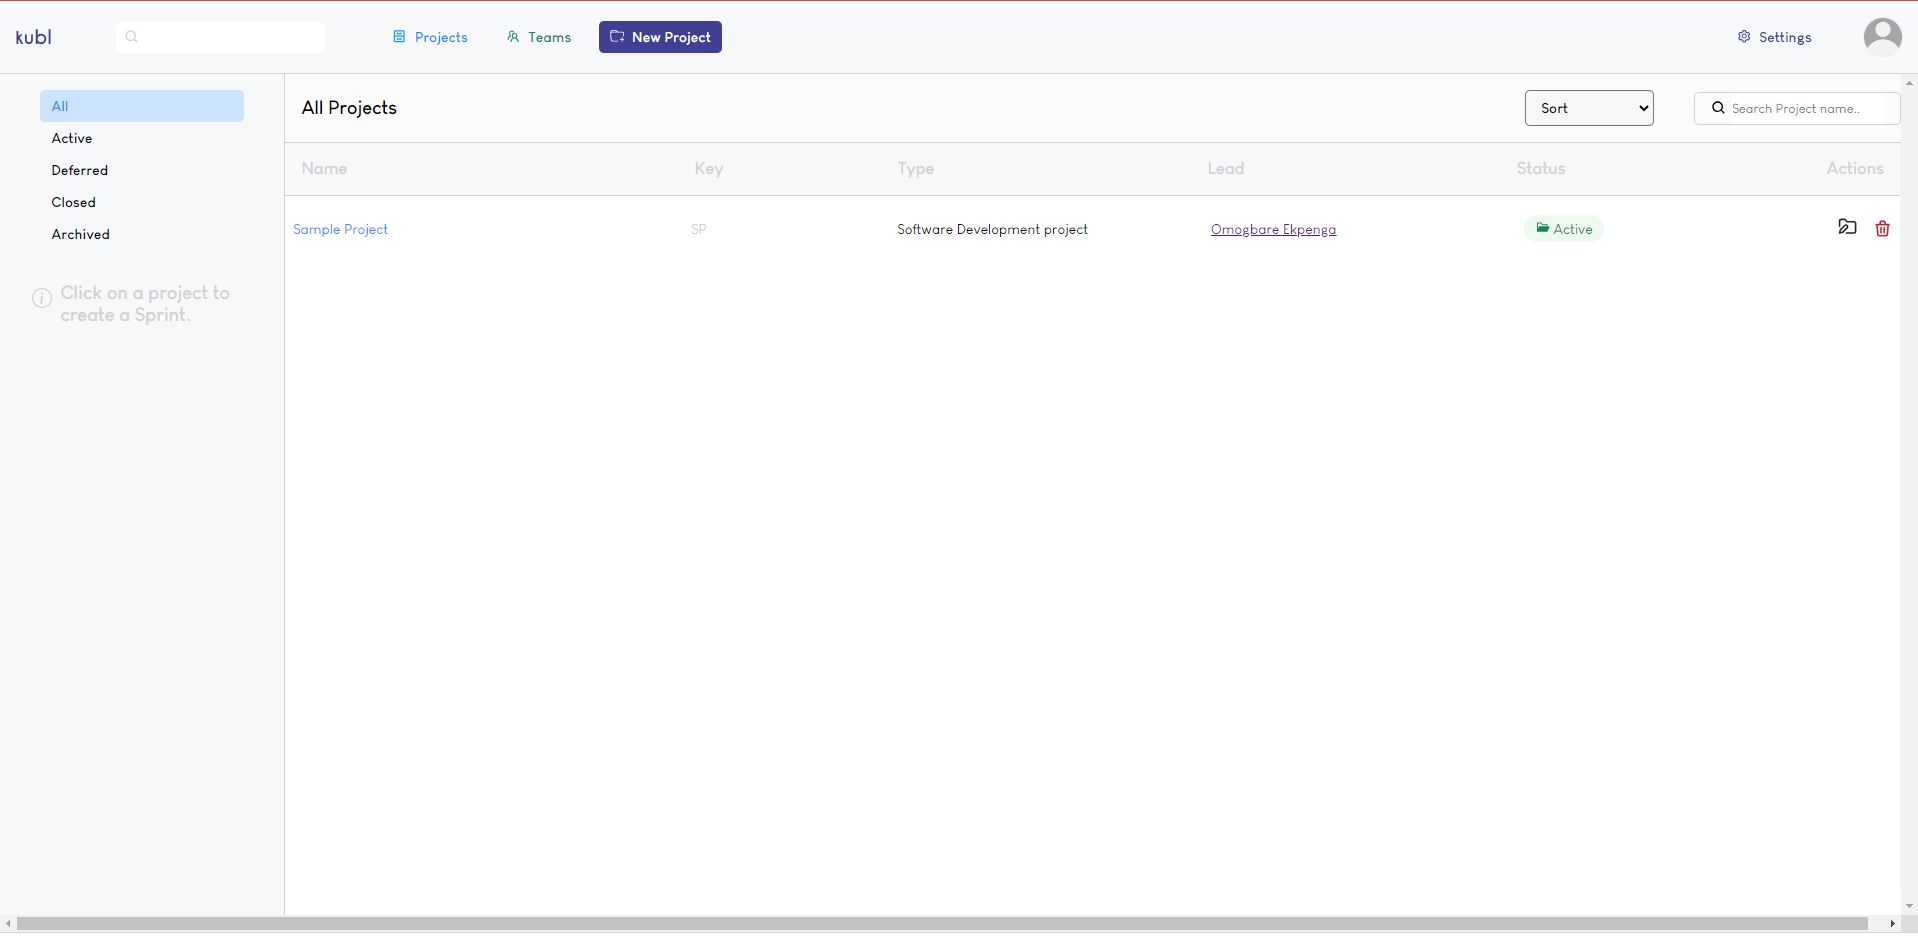 kubl
Projects
Teams
New Project
Settings
All
Active
Deferred
Closed
Archived
Click on a project to
create a Sprint.
All Projects
Sort
Search Project name..
Name Key Type Lead Status Actions
Sample Project SP Software Development project Omogbare Ekpenga Active